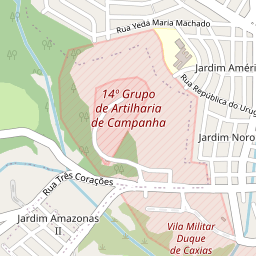 Rua Yeda Maria Machado
Jardim Améri
14º Grupo
de Artilharia
de Campanha
Rua República do Urug
Jardim Noro
Rua Três Corações
Jardim Amazonas
II
Vila Militar
Duque
de Caxias